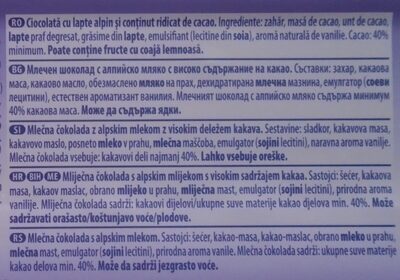 RO Ciocolată cu lapte alpin și conținut ridicat de cacao. Ingrediente: zahăr, masă de cacao, unt de cacao,
lapte praf degresat, grăsime din lapte, emulsifiant (lecitine din soia), aromă naturală de vanilie. Cacao: 40%
minimum. Poate conține fructe cu coaja lemnoasă.
BG Млечен шоколад с алпийско мляко с високо съдържание на какао. Съставки: захар, какаова
маса, какаово масло, обезмаслено мляко на прах, дехидратирана млечна мазнина, емулгатор (соеви
лецитини), естествен ароматизант ванилия. Млечният шоколад съдържа какаова маса минимум
40% какаова маса. Може да съдържа ядки.
SI Mlečna čokolada z alpskim mlekom z visokim deležem kakava. Sestavine: sladkor, kakavova masa,
kakavovo maslo, posneto mleko v prahu, mlečna maščoba, emulgator (sojini lecitini), naravna aroma vanilije.
Mlečna čokolada vsebuje: kakavovi deli najmanj 40%. Lahko vsebuje oreške.
HR BIH ME Mliječna čokolada s alpskim mlijekom s visokim sadržajem kakaa. Sastojci: šećer, kakaova
masa, kakaov maslac, obrano mlijeko u prahu, mliječna mast, emulgator (sojini lecitini), prirodna aroma
vanilije. Mliječna čokolada sadrži: kakaovi dijelovi/ukupne suhe materije kakao min. 40%. Može
sadržavati orašasto/koštunjavo voće/plodove.
RS Mlečna čokolada s alpskim mlekom. Sastojci: šećer, kakao-masa, kakao-maslac, obrano mleko u
prahu, mlečna mast, emulgator (sojini lecitini), prirodna aroma vanile. Mlečna čokolada sadrži: ukupne suve materije
kakao delova min. 40%. Može da sadrži jezgrasto voće.